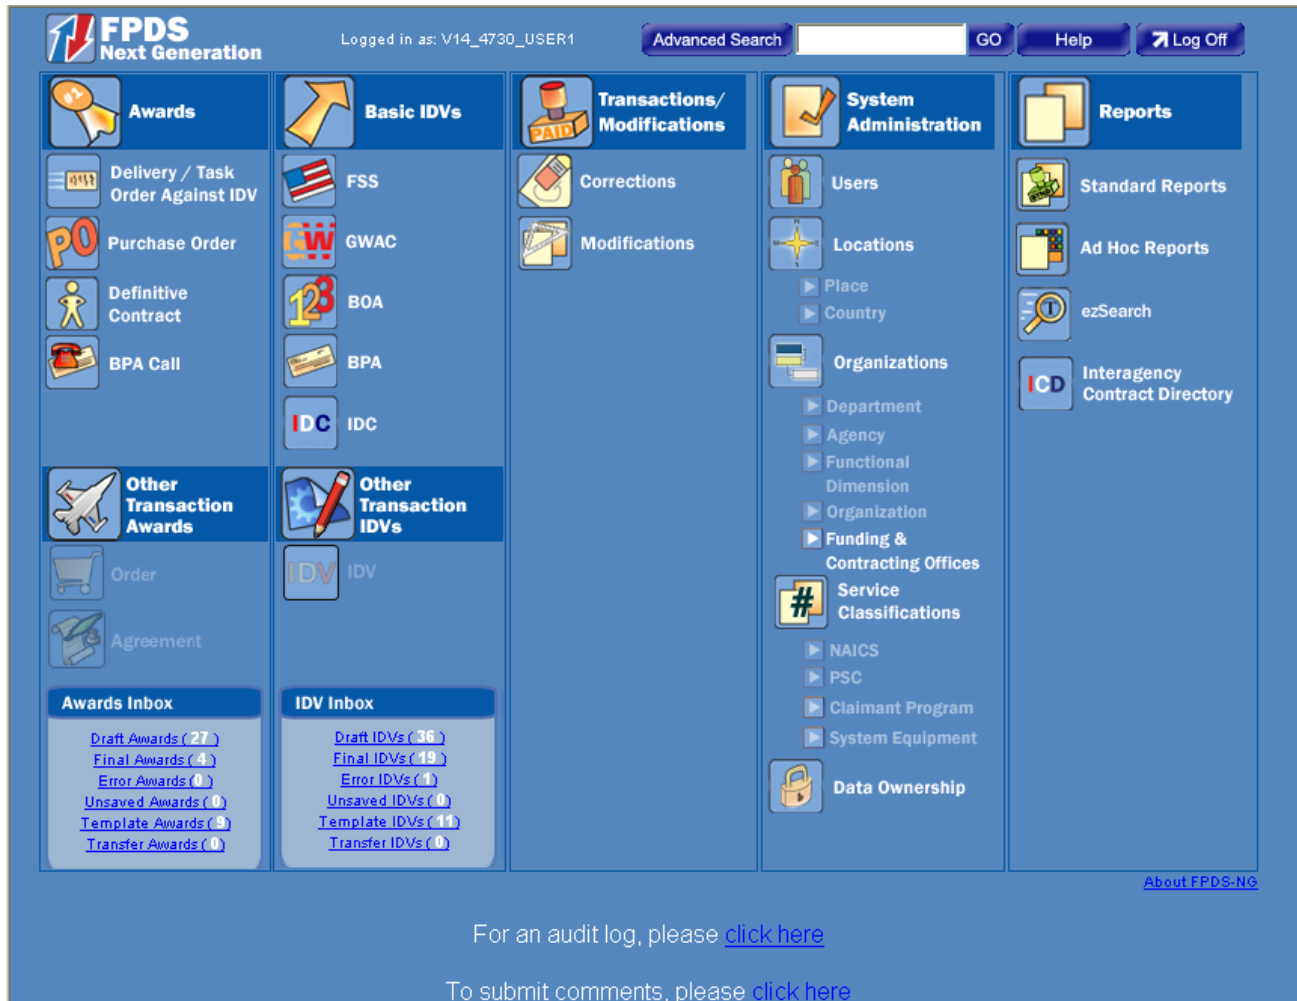 FPDS
Next Generation
Logged in as: V14_4730_USER1
Advanced Search
GO
Help
Log Off
#1
Awards
Delivery / Task
Order Against IDV
PO
Purchase Order
Definitive
Contract
BPA Call
Other
Transaction
Awards
Order
Agreement
Awards Inbox
Draft Awards ( 27 )
Final Awards ( 4 )
Error Awards (0 )
Unsaved Awards ( 0)
Template Awards ( 9)
Transfer Awards ( 0)
Basic IDVs
FSS
GW
GWAC
123
BOA
BPA
IDC
IDC
Other
Transaction
IDVs
IDV
IDV
IDV Inbox
Draft IDVs ( 36 )
Final IDVs ( 19 )
Error IDVs ( 1)
Unsaved IDVs ( 0)
Template IDVs ( 11)
Transfer IDVs ( 0)
PAID
Transactions/
Modifications
Corrections
Modifications
System
Administration
Users
Locations
Place
Country
Organizations
Department
Agency
Functional
Dimension
Organization
Funding &
Contracting Offices
#
Service
Classifications
NAICS
PSC
Claimant Program
System Equipment
Data Ownership
Reports
Standard Reports
Ad Hoc Reports
T
ezSearch
ICD
Interagency
Contract Directory
About FPDS-NG
For an audit log, please click here
To submit comments, please click here